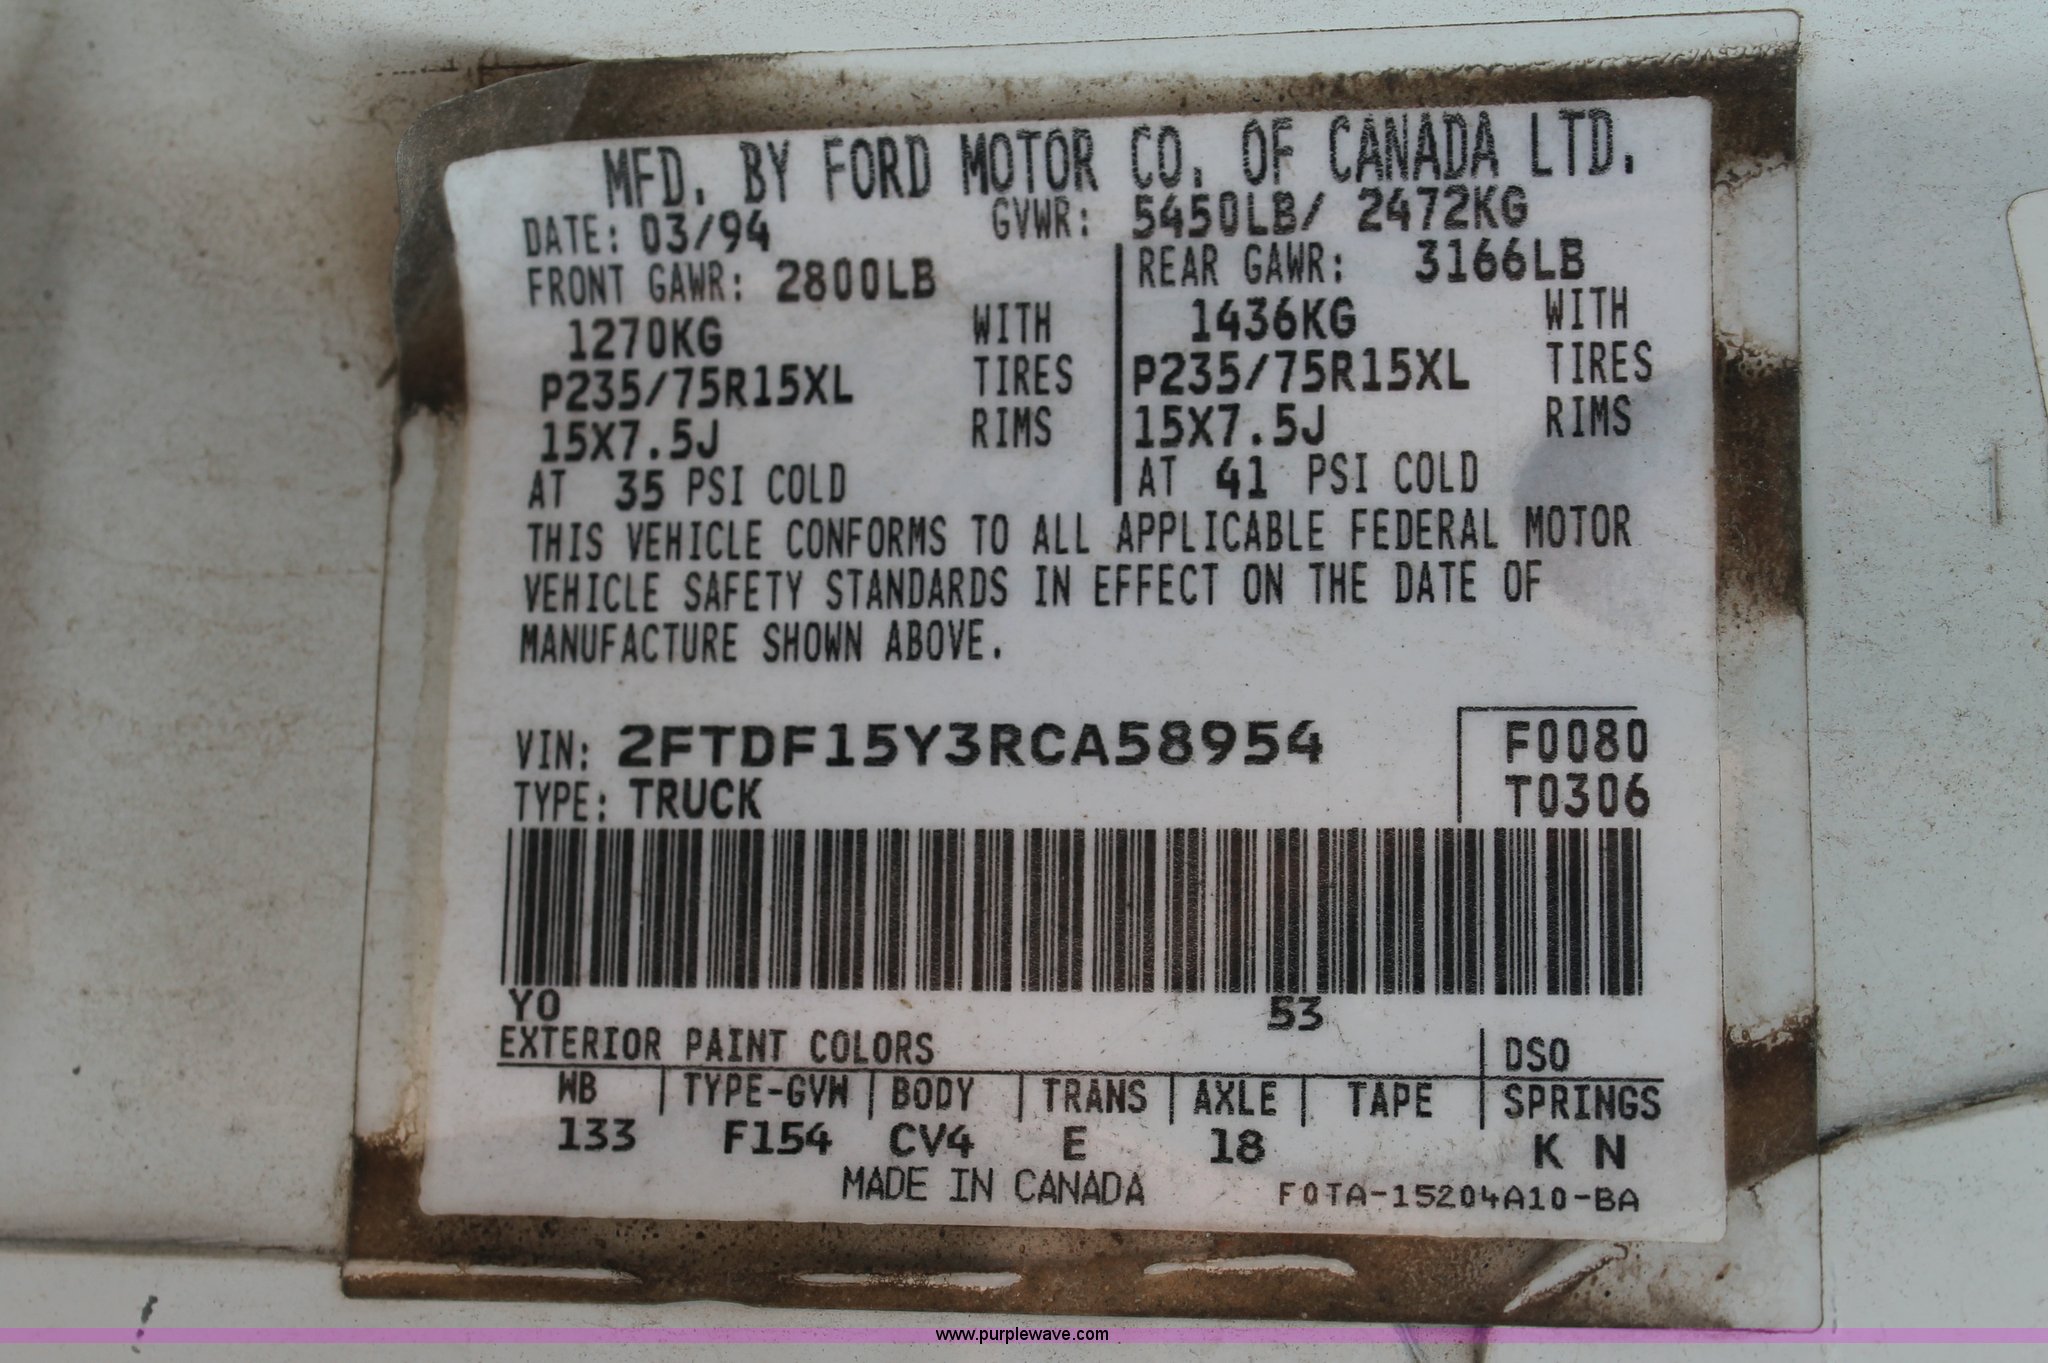 MFD. BY FORD MOTOR CO. OF CANADA LTD.
DATE: 03/94 GVWR: 5450LB/ 2472KG
FRONT GAWR: 2800LB
1270KG WITH
P235/75R15XL TIRES
15X7.5J RIMS
AT 35 PSI COLD
REAR GAWR: 3166LB
1436KG WITH
P235/75R15XL TIRES
15X7.5J RIMS
AT 41 PSI COLD
THIS VEHICLE CONFORMS TO ALL APPLICABLE FEDERAL MOTOR
VEHICLE SAFETY STANDARDS IN EFFECT ON THE DATE OF
MANUFACTURE SHOWN ABOVE.
VIN: 2FTDF15Y3RCA58954 F0080
TYPE: TRUCK T0306
YO 53
EXTERIOR PAINT COLORS DSO
WB TYPE-GVW BODY TRANS AXLE TAPE SPRINGS
133 F154 CV4 E 18 K N
MADE IN CANADA F0TA-15204A10-BA
www.purplewave.com